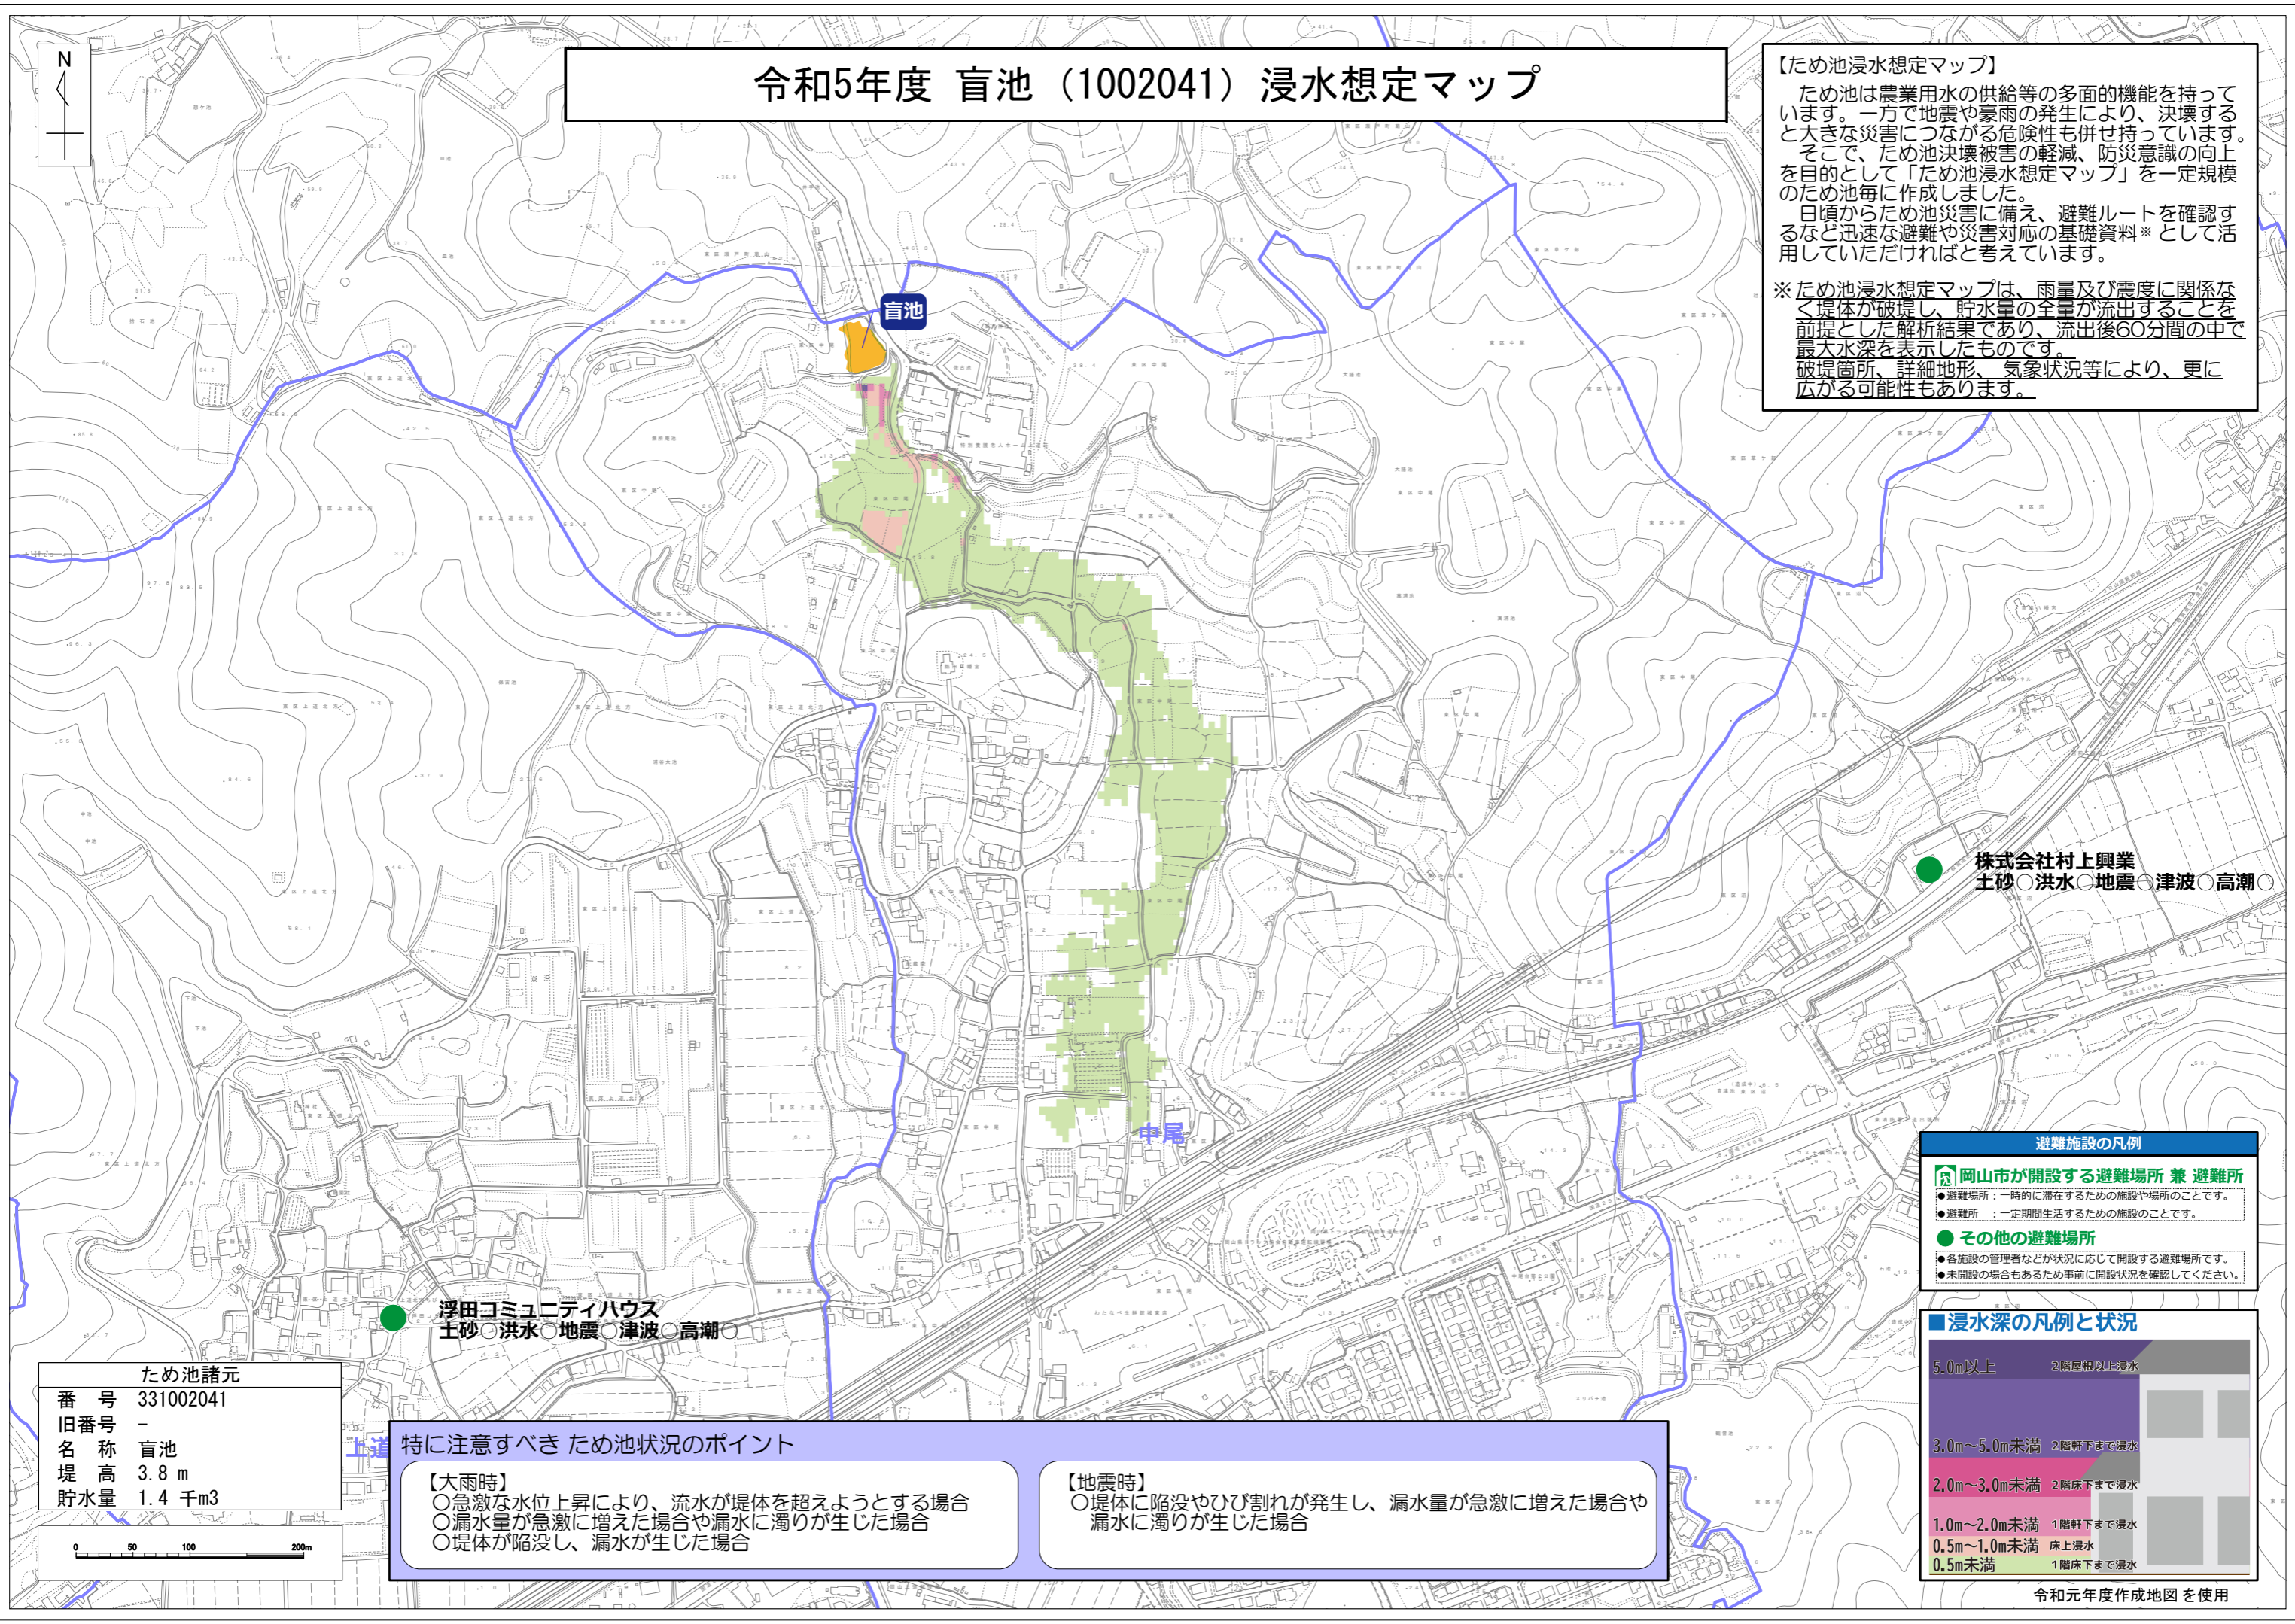 N
令和5年度 盲池（1002041）浸水想定マップ
【ため池浸水想定マップ】
ため池は農業用水の供給等の多面的機能を持って
います。一方で地震や豪雨の発生により、決壊する
と大きな災害につながる危険性も併せ持っています。
そこで、ため池決壊被害の軽減、防災意識の向上
を目的として「ため池浸水想定マップ」を一定規模
のため池毎に作成しました。
日頃からため池災害に備え、避難ルートを確認す
るなど迅速な避難や災害対応の基礎資料※として活
用していただければと考えています。
※ため池浸水想定マップは、雨量及び震度に関係な
く堤体が破堤し、貯水量の全量が流出することを
前提とした解析結果であり、流出後60分間の中で
最大水深を表示したものです。
破堤箇所、詳細地形、気象状況等により、更に
広がる可能性もあります。
盲池
株式会社村上興業
土砂○洪水○地震○津波○高潮○
中尾
浮田コミュニティハウス
土砂○洪水○地震○津波○高潮○
上道
避難施設の凡例
岡山市が開設する避難場所 兼 避難所
●避難場所：一時的に滞在するための施設や場所のことです。
●避難所　：一定期間生活するための施設のことです。
● その他の避難場所
●各施設の管理者などが状況に応じて開設する避難場所です。
●未開設の場合もあるため事前に開設状況を確認してください。
■浸水深の凡例と状況
5.0m以上 2階屋根以上浸水
3.0m～5.0m未満 2階軒下まで浸水
2.0m～3.0m未満 2階床下まで浸水
1.0m～2.0m未満 1階軒下まで浸水
0.5m～1.0m未満 床上浸水
0.5m未満 1階床下まで浸水
令和元年度作成地図を使用
ため池諸元
番　号 331002041
旧番号 -
名　称 盲池
堤　高 3.8 m
貯水量 1.4 千m3
0 50 100 200m
特に注意すべき ため池状況のポイント
【大雨時】
○急激な水位上昇により、流水が堤体を超えようとする場合
○漏水量が急激に増えた場合や漏水に濁りが生じた場合
○堤体が陥没し、漏水が生じた場合
【地震時】
○堤体に陥没やひび割れが発生し、漏水量が急激に増えた場合や
漏水に濁りが生じた場合